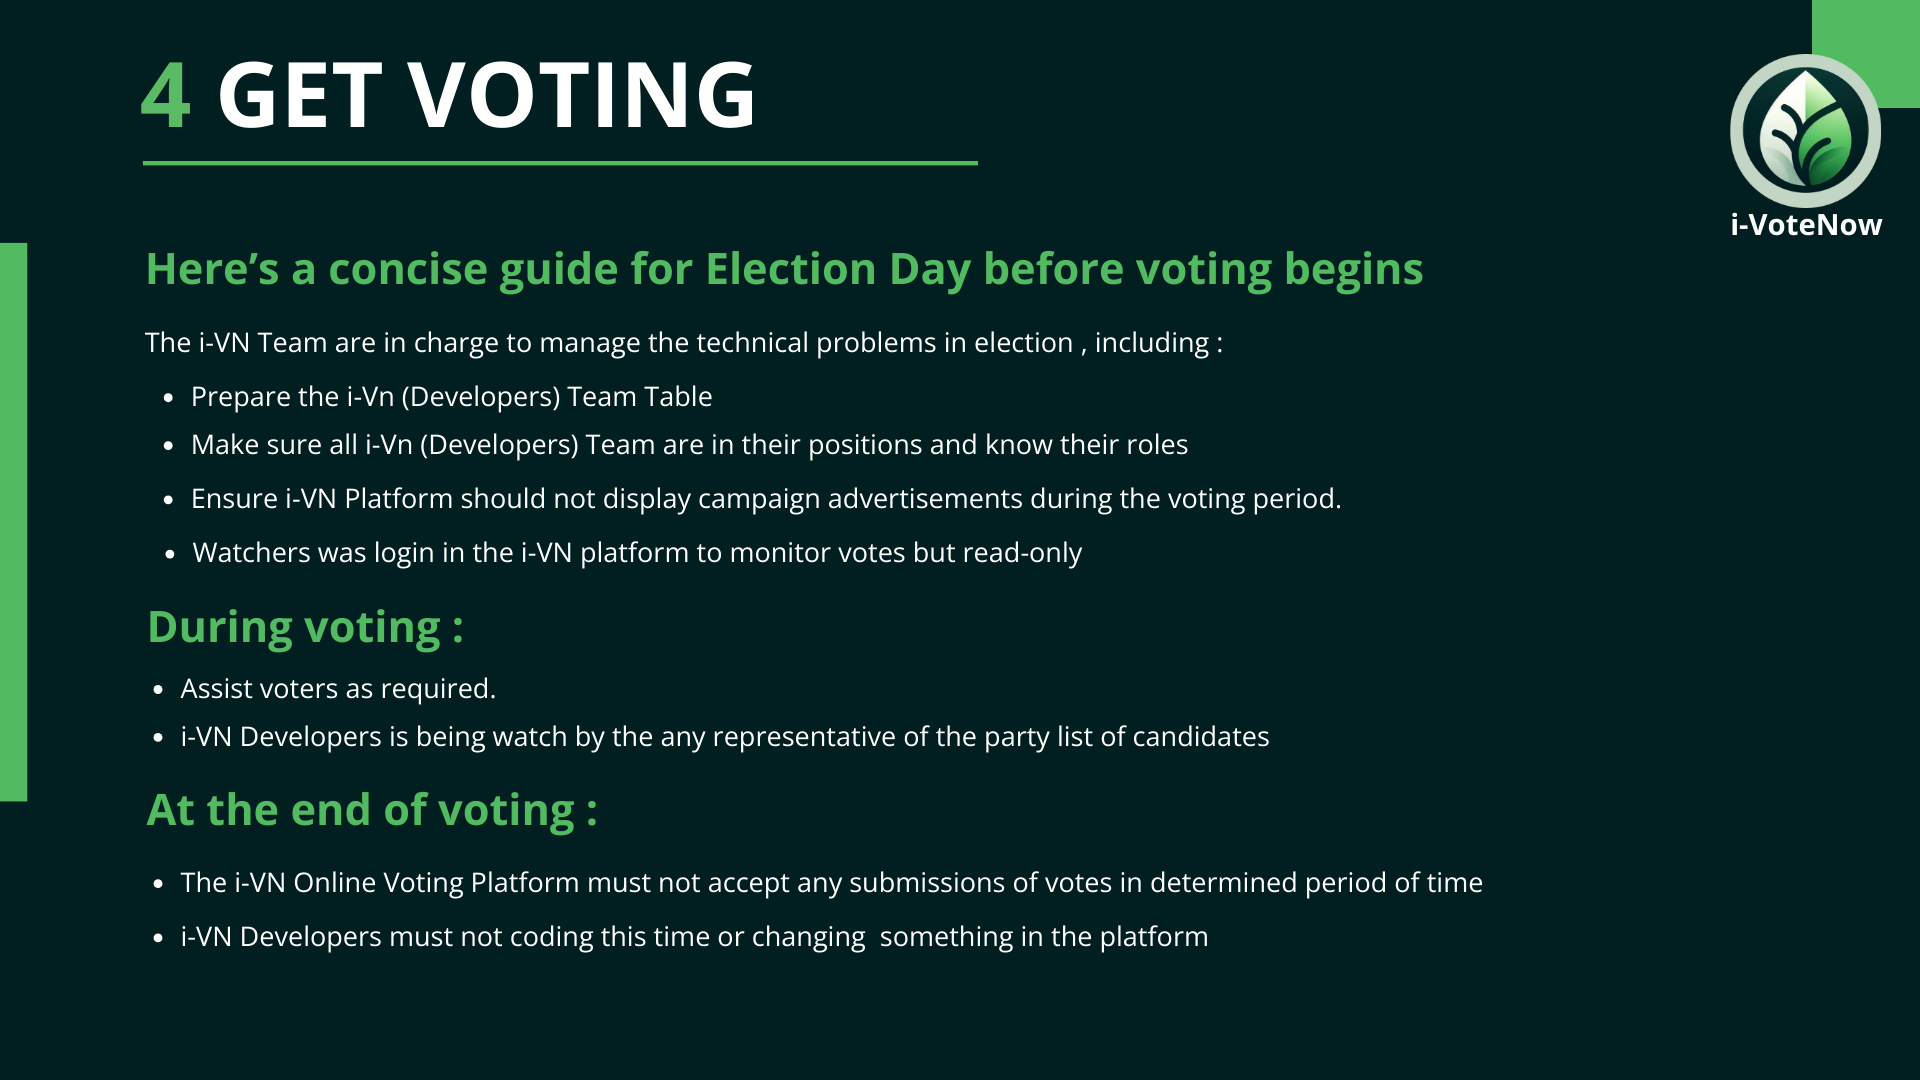 4 GET VOTING
i-VoteNow
Here’s a concise guide for Election Day before voting begins
The i-VN Team are in charge to manage the technical problems in election , including :
• Prepare the i-Vn (Developers) Team Table
• Make sure all i-Vn (Developers) Team are in their positions and know their roles
• Ensure i-VN Platform should not display campaign advertisements during the voting period.
• Watchers was login in the i-VN platform to monitor votes but read-only
During voting :
• Assist voters as required.
• i-VN Developers is being watch by the any representative of the party list of candidates
At the end of voting :
• The i-VN Online Voting Platform must not accept any submissions of votes in determined period of time
• i-VN Developers must not coding this time or changing  something in the platform